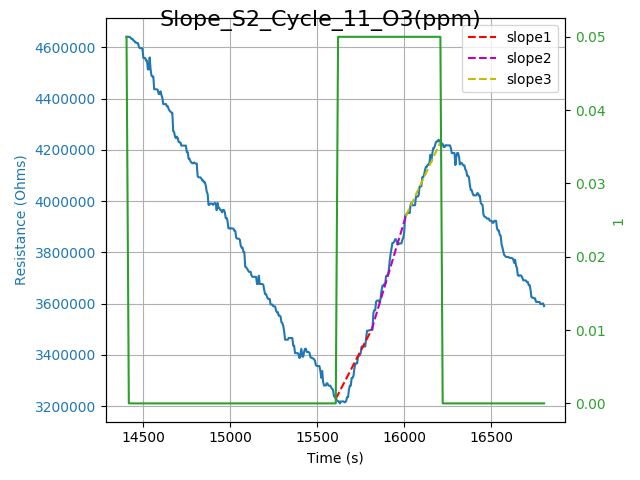 Slope_S2_Cycle_11_O3(ppm)
slope1
slope2
slope3
4600000
4400000
4200000
4000000
3800000
3600000
3400000
3200000
Resistance (Ohms)
0.05
0.04
0.03
0.02
0.01
0.00
1
14500 15000 15500 16000 16500
Time (s)